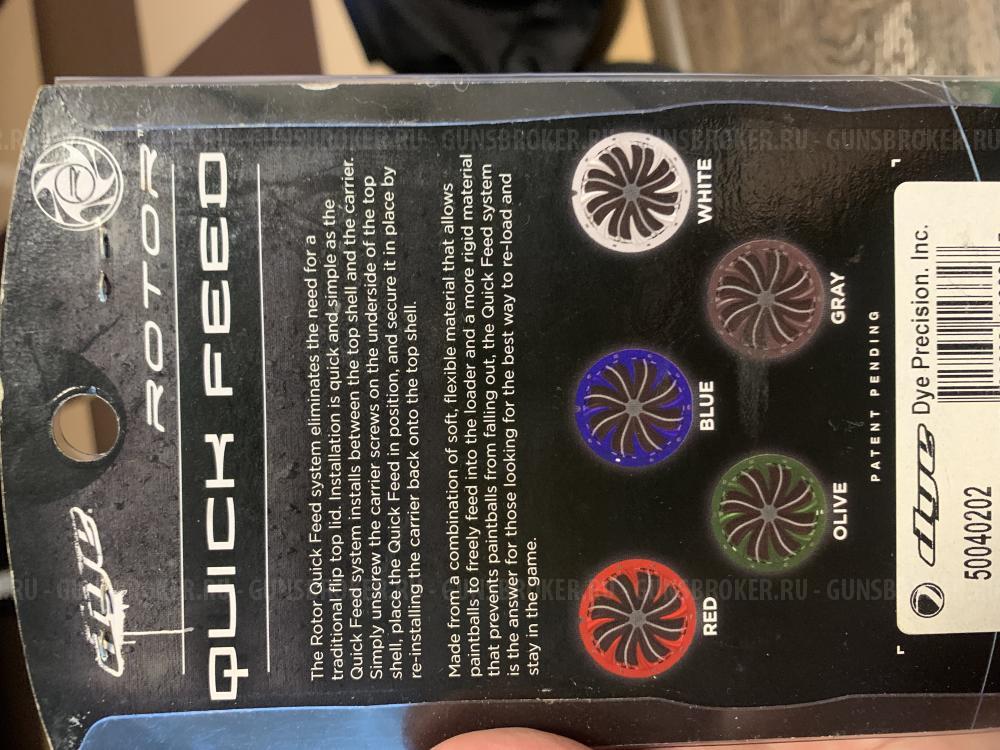 ROTOR
QUICK FEED
The Rotor Quick Feed system eliminates the need for a
traditional flip top lid. Installation is quick and simple as the
Quick Feed system installs between the top shell and the carrier.
Simply unscrew the carrier screws on the underside of the top
shell, place the Quick Feed in position, and secure it in place by
re-installing the carrier back onto the top shell.
Made from a combination of soft, flexible material that allows
paintballs to freely feed into the loader and a more rigid material
that prevents paintballs from falling out, the Quick Feed system
is the answer for those looking for the best way to re-load and
stay in the game.
RED
BLUE
WHITE
OLIVE
GRAY
PATENT PENDING
dye Dye Precision. Inc.
50040202
GUNSBROKER.RU - GUNSBROKER.RU - GUNSBROKER.RU
GUNSBROKER.RU - GUNSBROKER.RU